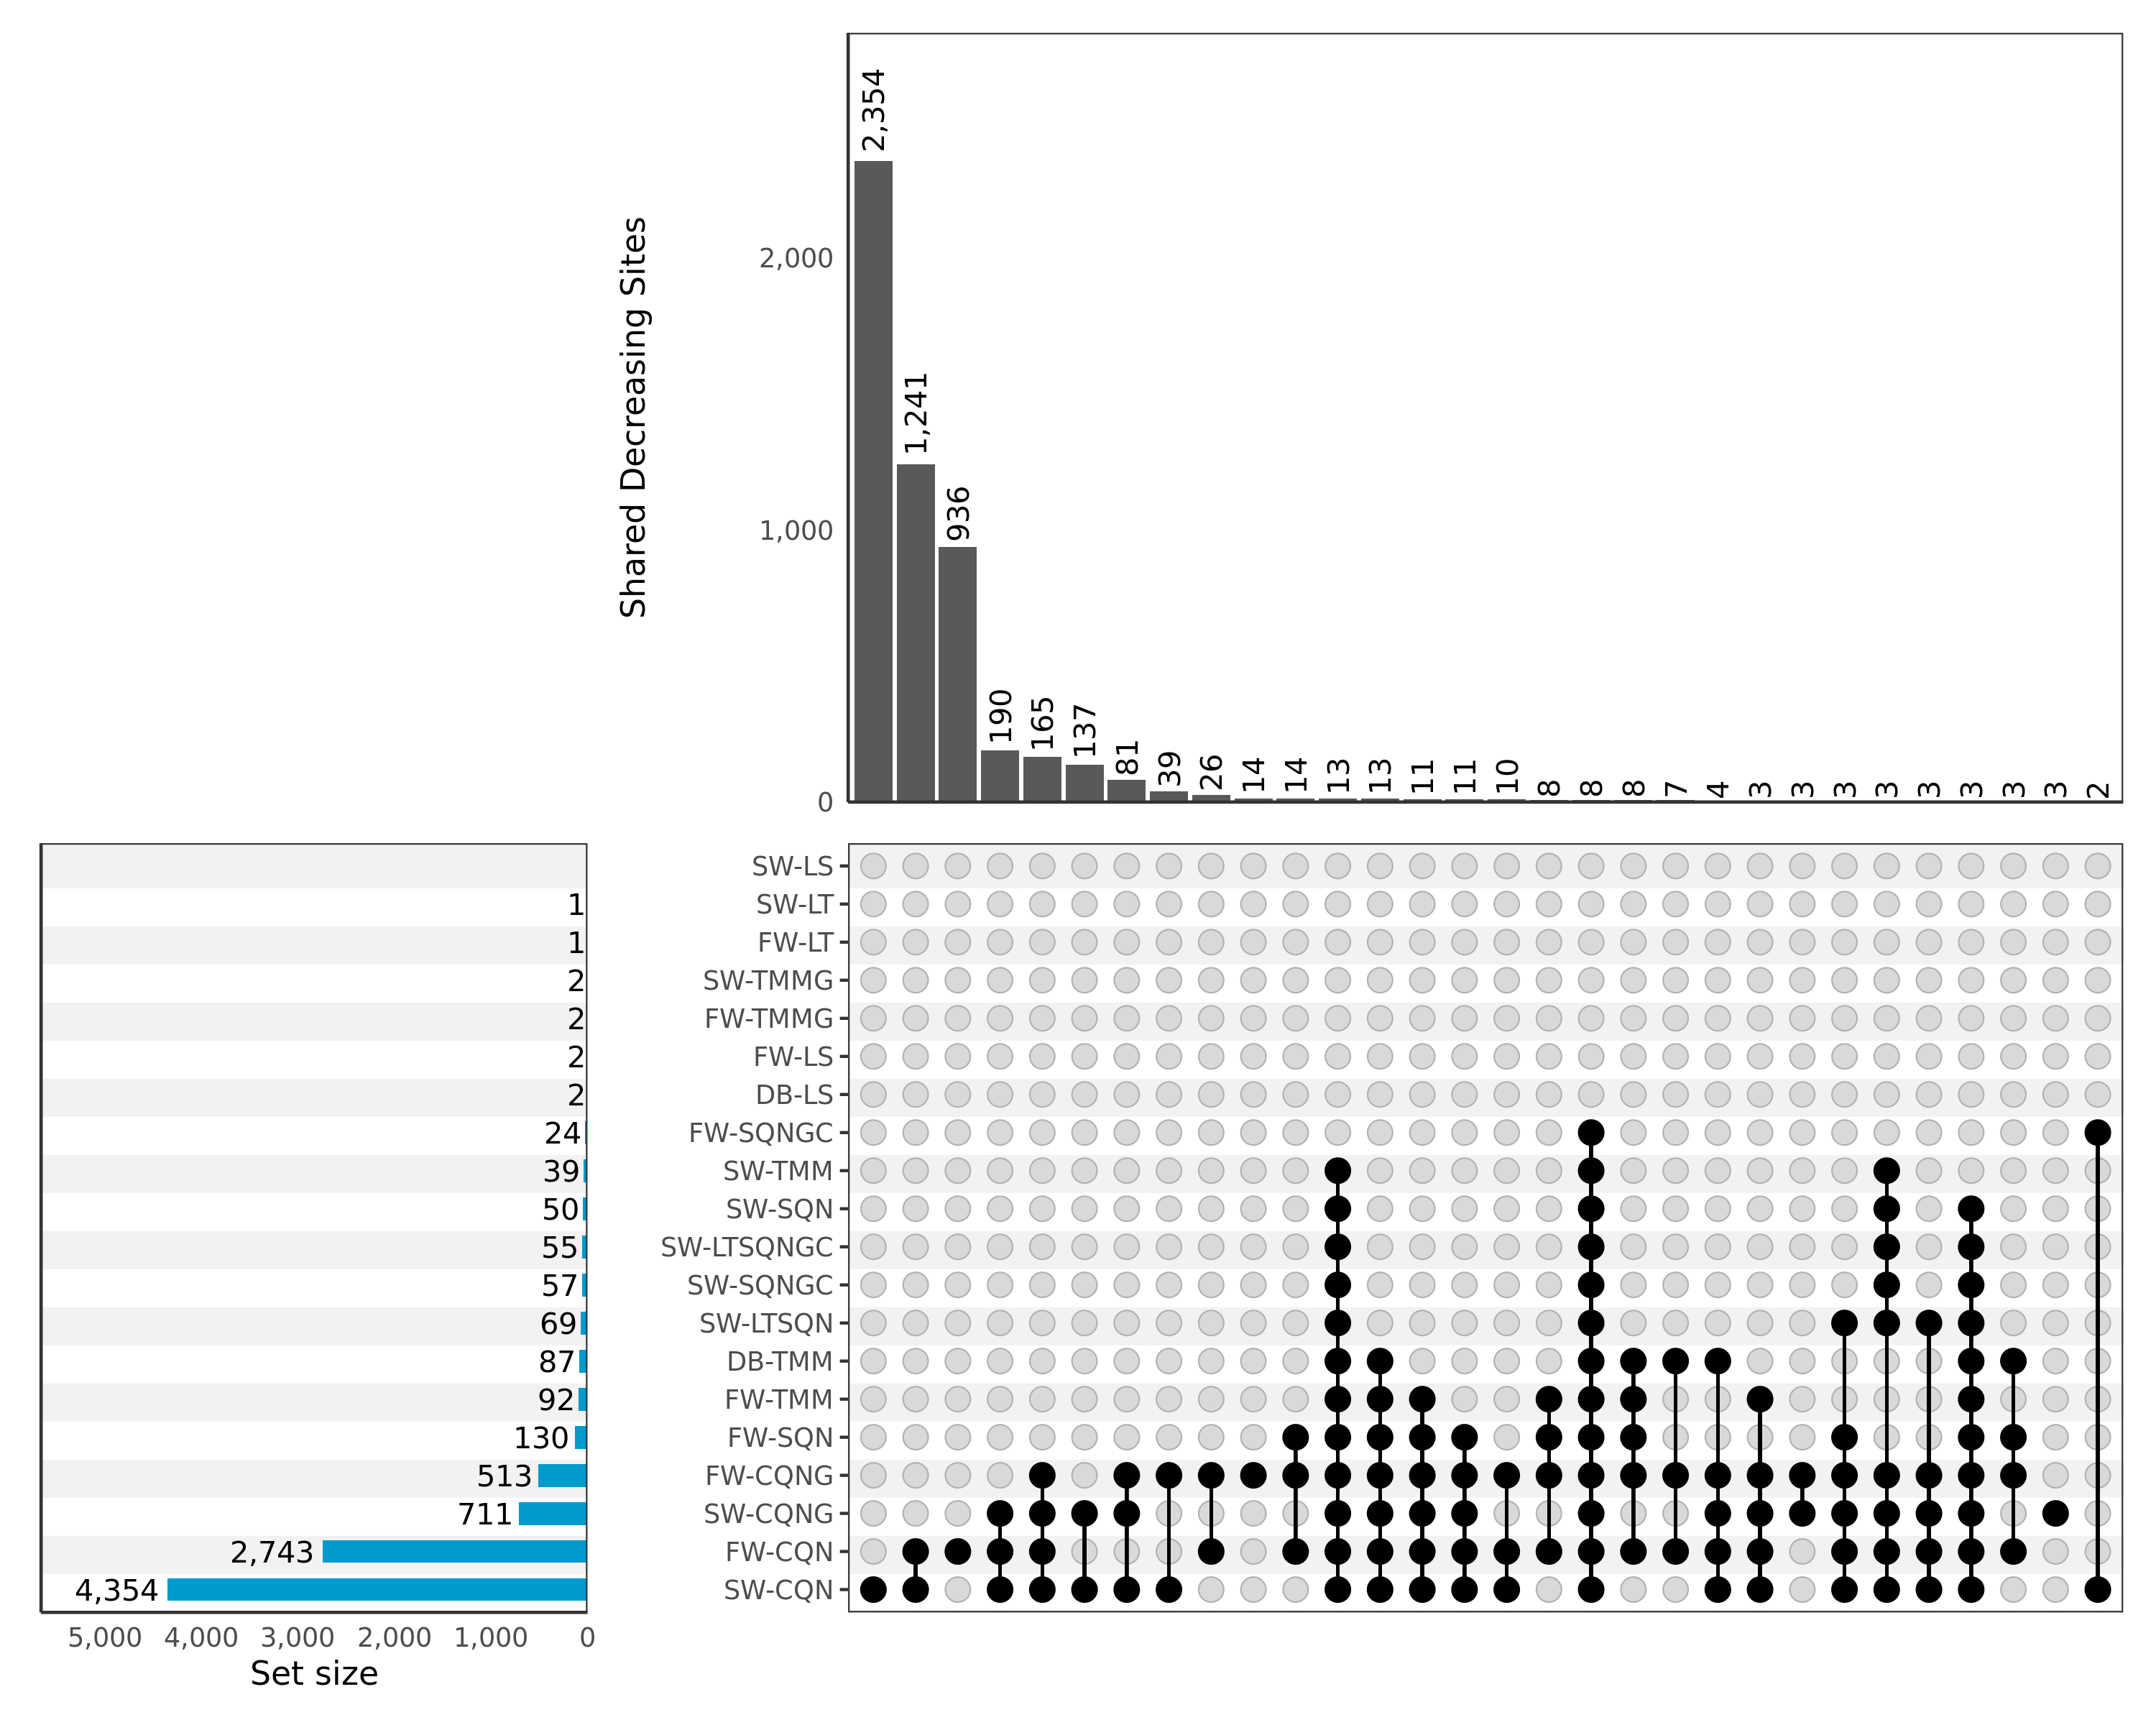 2,354
1,241
936
190
165
137
81
39
26
14
14
13
13
11
11
10
8
8
8
7
4
3
3
3
3
3
3
3
3
2
Shared Decreasing Sites
2,000
1,000
0
SW-LS
1 SW-LT
1 FW-LT
2 SW-TMMG
2 FW-TMMG
2 FW-LS
2 DB-LS
24 FW-SQNGC
39 SW-TMM
50 SW-SQN
55 SW-LTSQNGC
57 SW-SQNGC
69 SW-LTSQN
87 DB-TMM
92 FW-TMM
130 FW-SQN
513 FW-CQNG
711 SW-CQNG
2,743 FW-CQN
4,354 SW-CQN
5,000 4,000 3,000 2,000 1,000 0
Set size